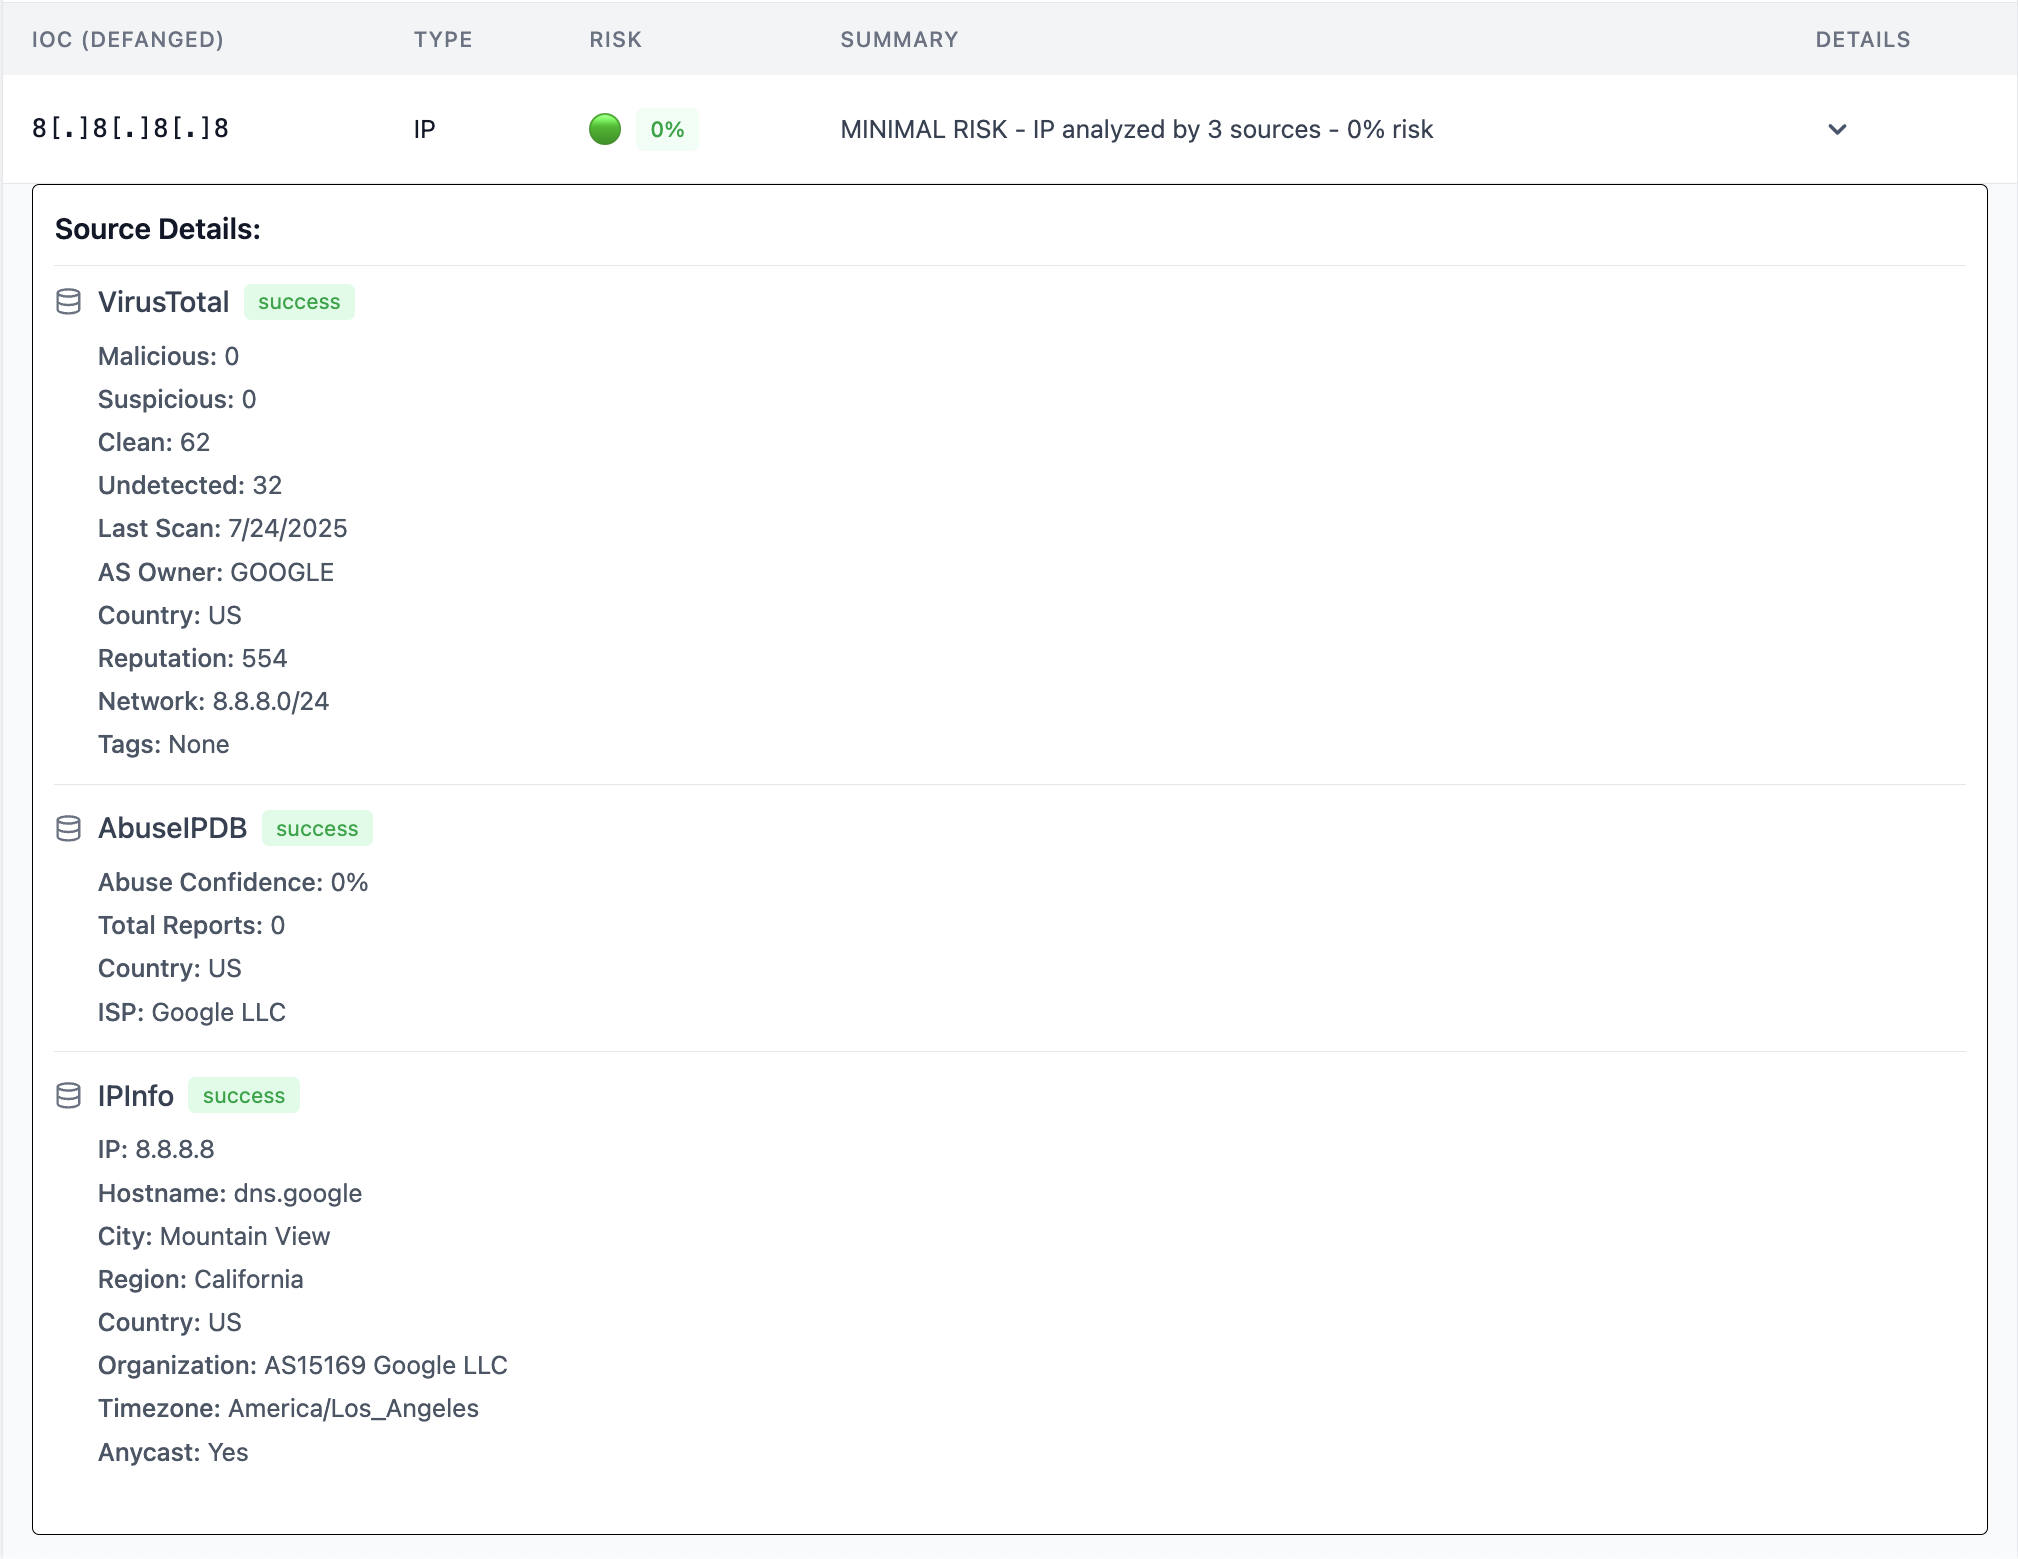 IOC (DEFANGED) TYPE RISK SUMMARY DETAILS
8[.]8[.]8[.]8 IP 0% MINIMAL RISK - IP analyzed by 3 sources - 0% risk
Source Details:
VirusTotal success
Malicious: 0
Suspicious: 0
Clean: 62
Undetected: 32
Last Scan: 7/24/2025
AS Owner: GOOGLE
Country: US
Reputation: 554
Network: 8.8.8.0/24
Tags: None
AbuseIPDB success
Abuse Confidence: 0%
Total Reports: 0
Country: US
ISP: Google LLC
IPInfo success
IP: 8.8.8.8
Hostname: dns.google
City: Mountain View
Region: California
Country: US
Organization: AS15169 Google LLC
Timezone: America/Los_Angeles
Anycast: Yes